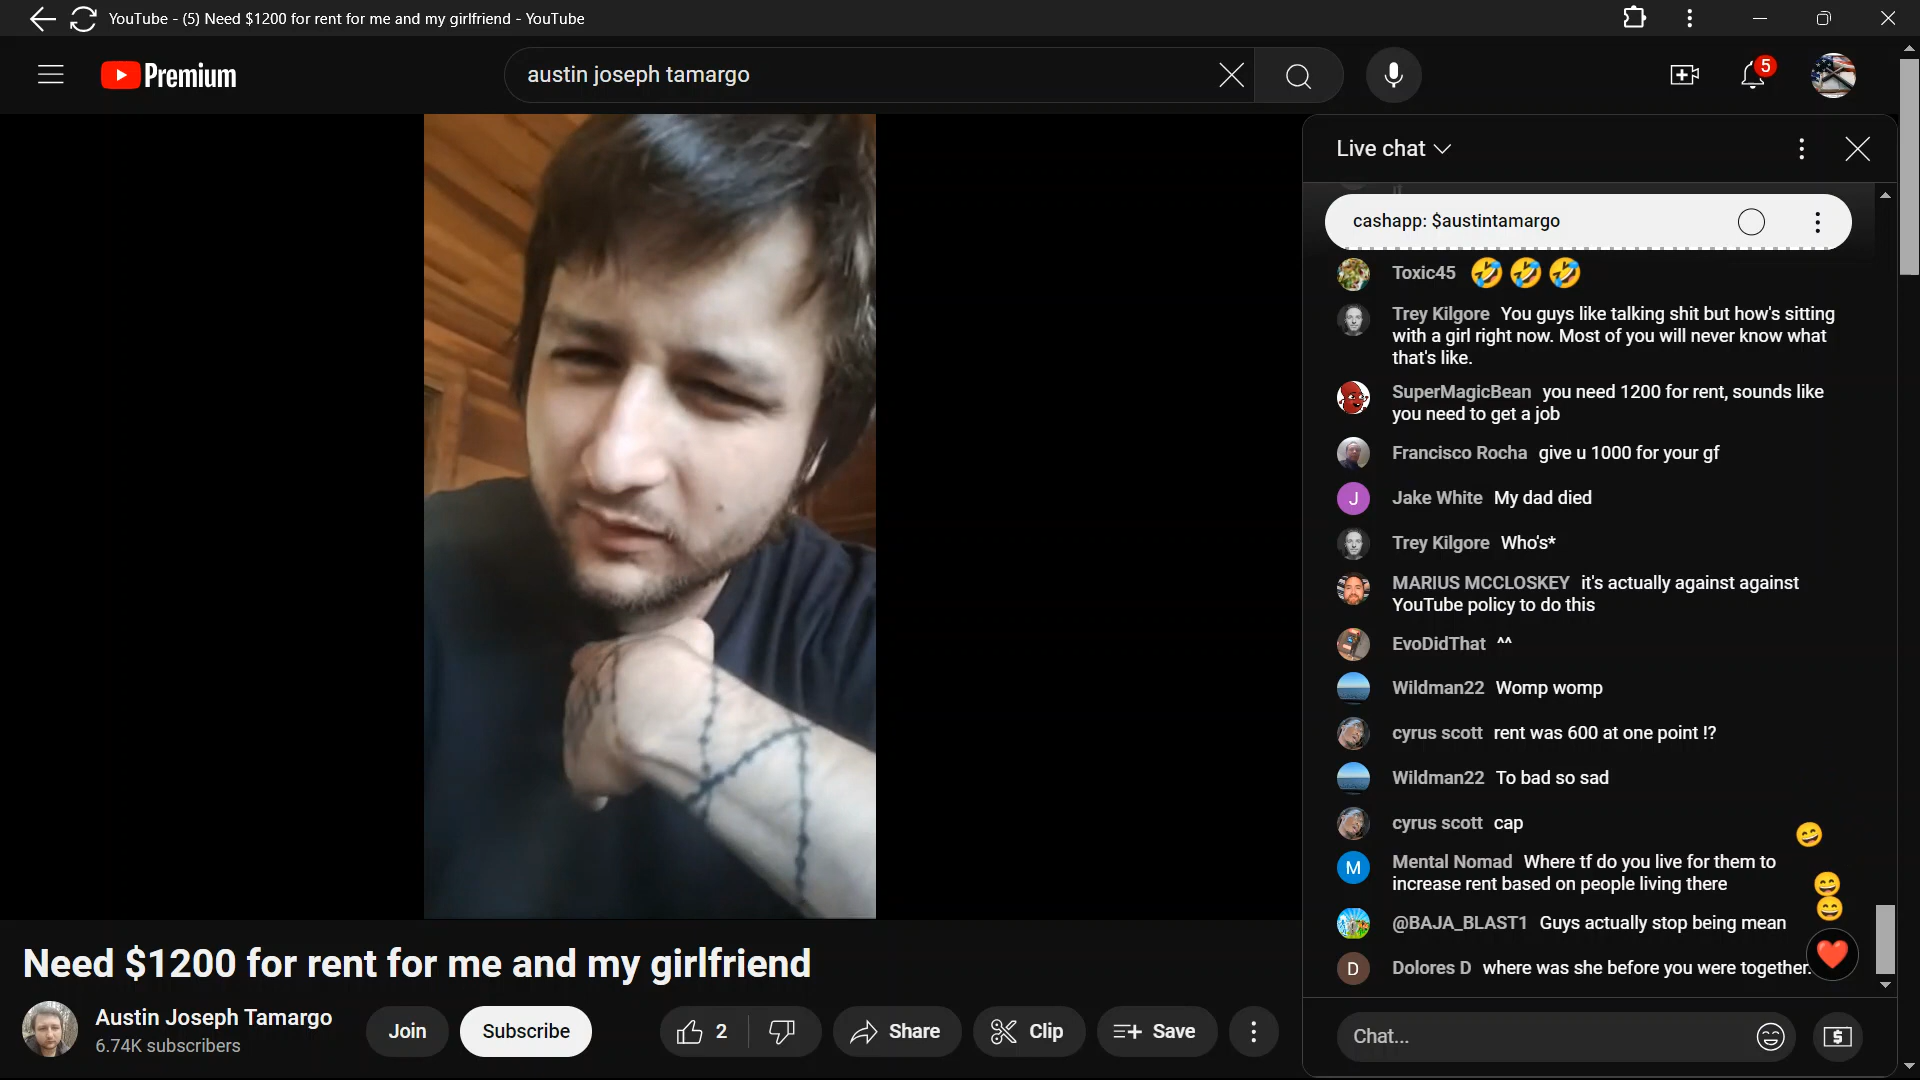 YouTube - (5) Need $1200 for rent for me and my girlfriend - YouTube
Premium
austin joseph tamargo
5
Live chat
cashapp: $austintamargo
Toxic45 🤣🤣🤣
Trey Kilgore You guys like talking shit but how's sitting
with a girl right now. Most of you will never know what
that's like.
SuperMagicBean you need 1200 for rent, sounds like
you need to get a job
Francisco Rocha give u 1000 for your gf
J
Jake White My dad died
Trey Kilgore Who's*
MARIUS MCCLOSKEY it's actually against against
YouTube policy to do this
EvoDidThat ^^
Wildman22 Womp womp
cyrus scott rent was 600 at one point !?
Wildman22 To bad so sad
cyrus scott cap
M
Mental Nomad Where tf do you live for them to
increase rent based on people living there
@BAJA_BLAST1 Guys actually stop being mean
D
Dolores D where was she before you were together.
Chat...
Need $1200 for rent for me and my girlfriend
Austin Joseph Tamargo
6.74K subscribers
Join
Subscribe
2
Share
Clip
Save